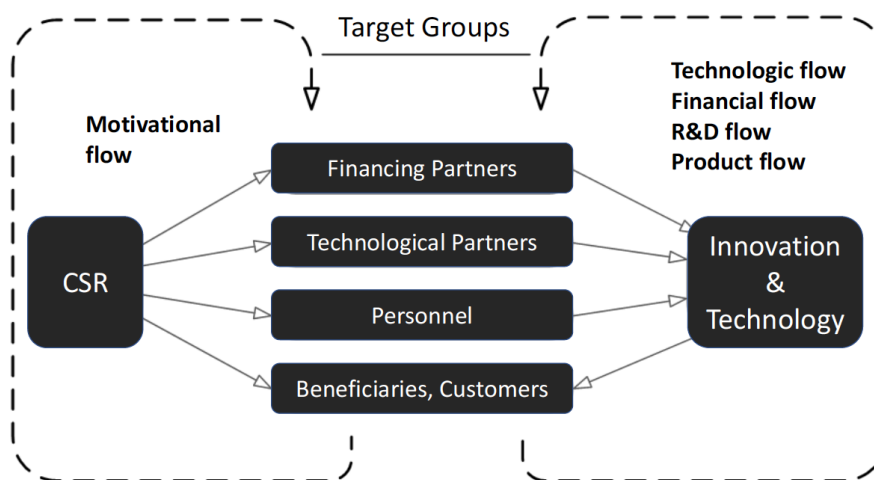 Target Groups
Motivational
flow
Technologic flow
Financial flow
R&D flow
Product flow
CSR
Financing Partners
Technological Partners
Personnel
Beneficiaries, Customers
Innovation
&
Technology